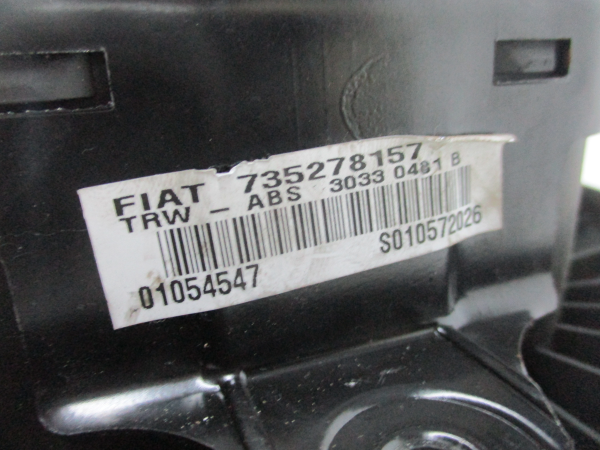 FIAT 735278157
TRW - ABS 3033 0481 B
01054547 S010572026